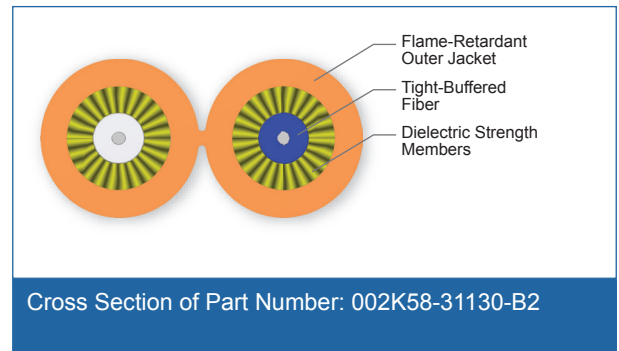 Flame-Retardant
Outer Jacket
Tight-Buffered
Fiber
Dielectric Strength
Members
Cross Section of Part Number: 002K58-31130-B2